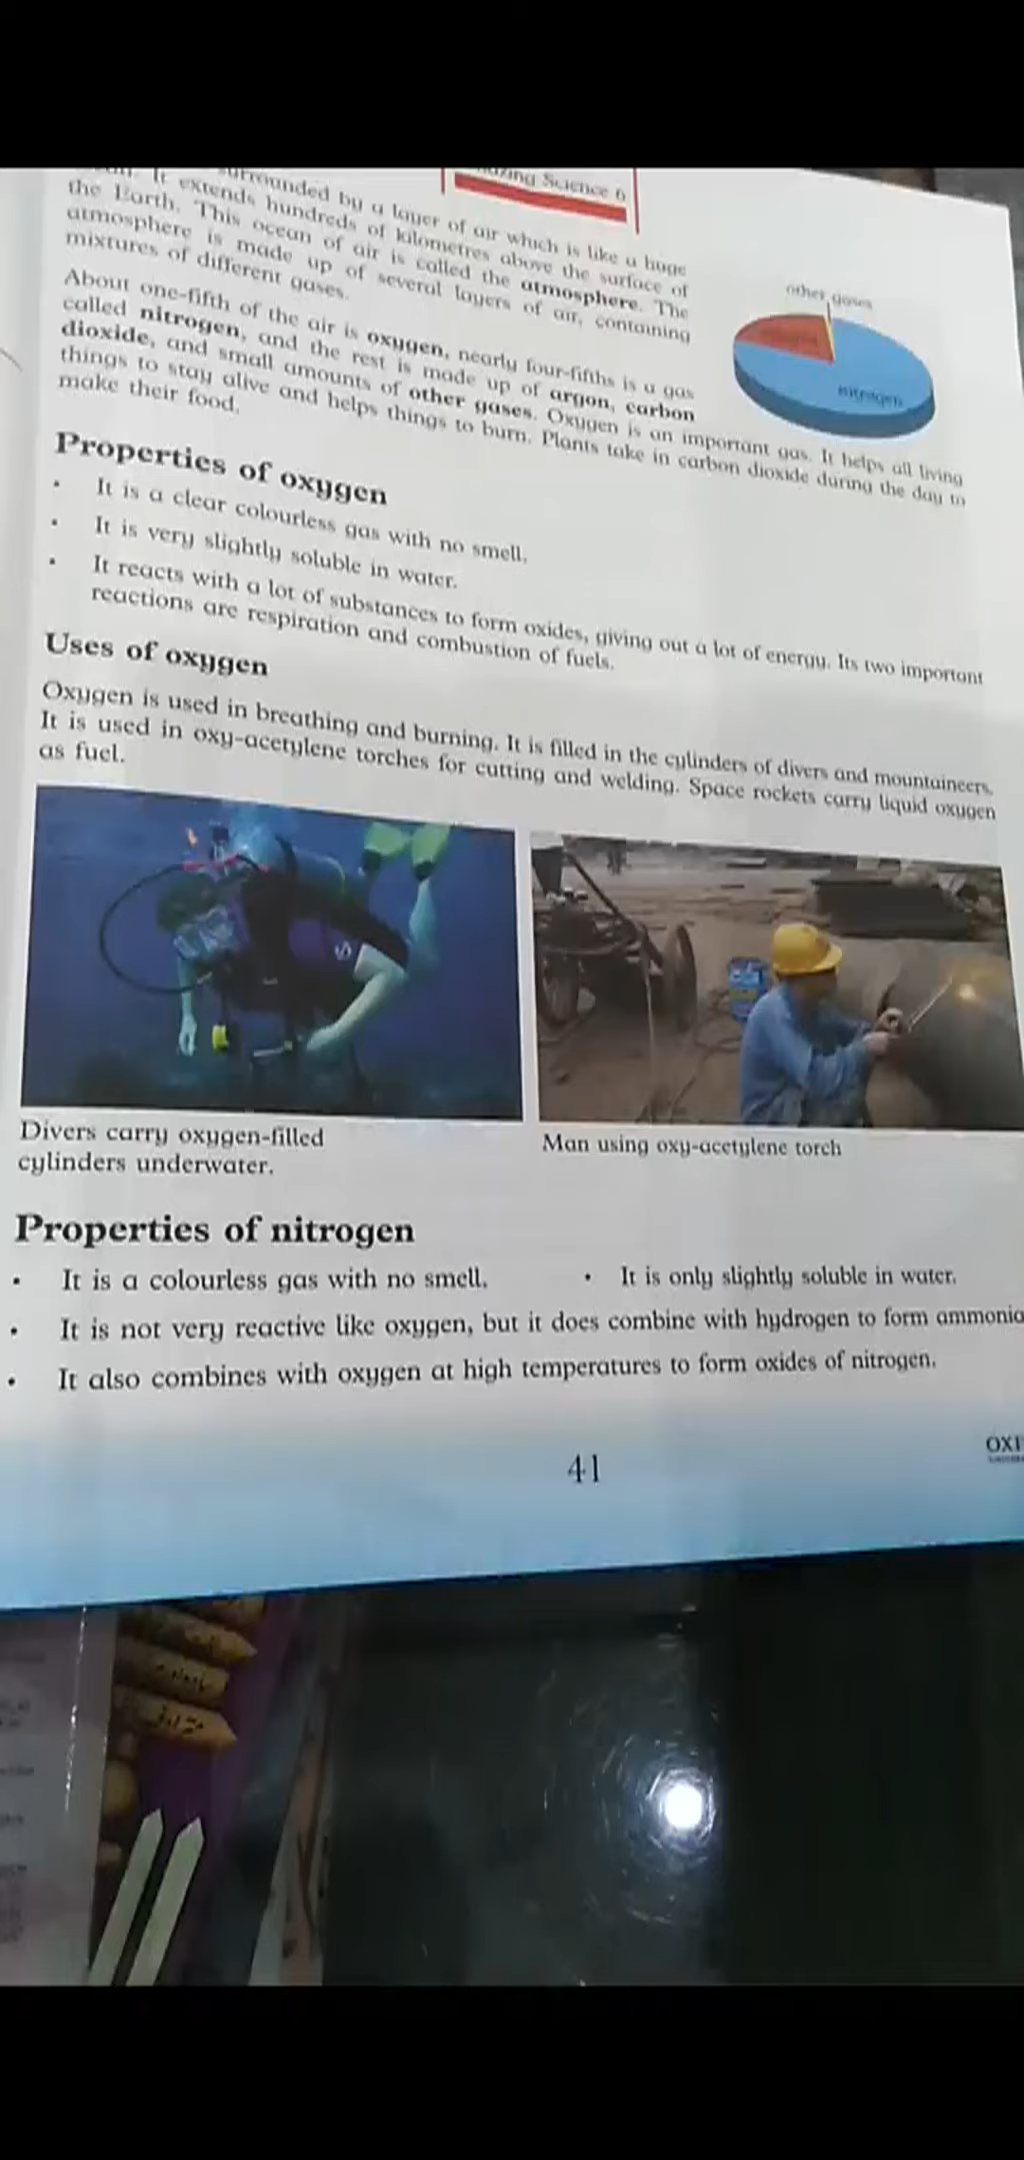 Science 6
surrounded by a layer of air which is like a huge
It extends hundreds of kilometres above the surface of
the Earth. This ocean of air is called the atmosphere. The
atmosphere is made up of several layers of air, containing
mixtures of different gases.
About one-fifth of the air is oxygen, nearly four-fifths is a gas
called nitrogen, and the rest is made up of argon, carbon
dioxide, and small amounts of other gases. Oxygen is an important gas. It helps all living
things to stay alive and helps things to burn. Plants take in carbon dioxide during the day to
make their food.
other gases
nitrogen
Properties of oxygen
• It is a clear colourless gas with no smell.
• It is very slightly soluble in water.
• It reacts with a lot of substances to form oxides, giving out a lot of energy. Its two important
reactions are respiration and combustion of fuels.
Uses of oxygen
Oxygen is used in breathing and burning. It is filled in the cylinders of divers and mountaineers.
It is used in oxy-acetylene torches for cutting and welding. Space rockets carry liquid oxygen
as fuel.
Divers carry oxygen-filled
cylinders underwater.
Man using oxy-acetylene torch
Properties of nitrogen
• It is a colourless gas with no smell.
• It is only slightly soluble in water.
• It is not very reactive like oxygen, but it does combine with hydrogen to form ammonia
• It also combines with oxygen at high temperatures to form oxides of nitrogen.
41